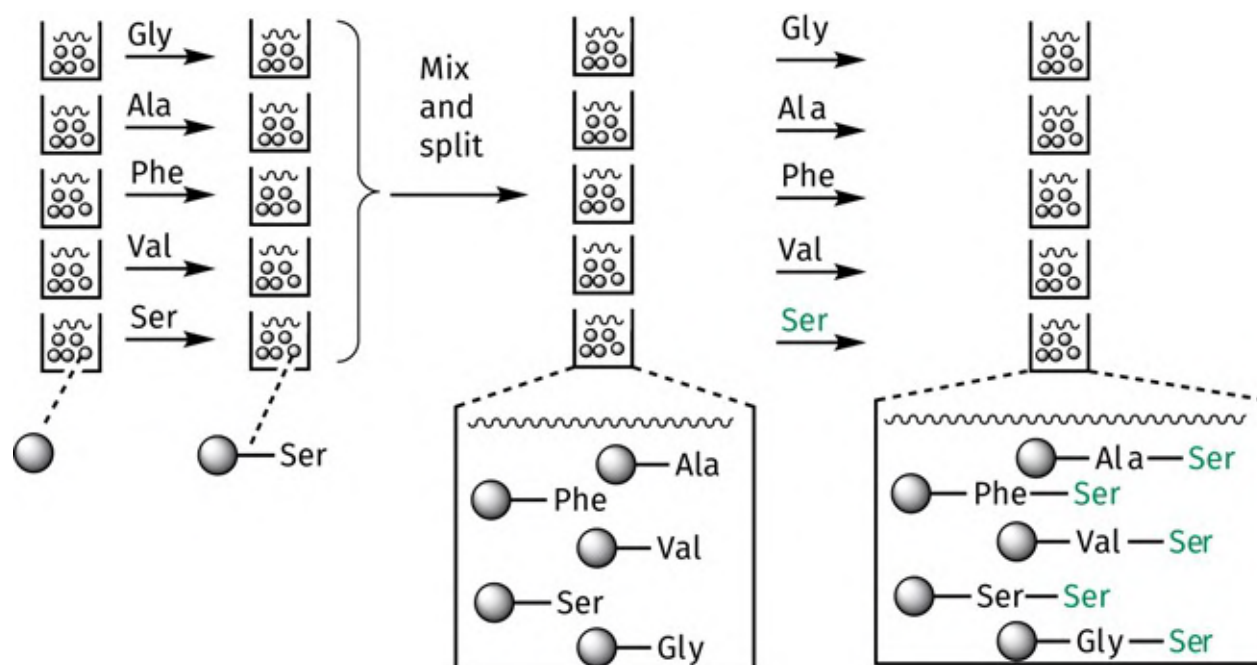 Gly
Ala
Phe
Val
Ser
Ser
Mix
and
split
Ala
Phe
Val
Ser
Gly
Gly
Ala
Phe
Val
Ser
Ala Ser
Phe Ser
Val Ser
Ser Ser
Gly Ser